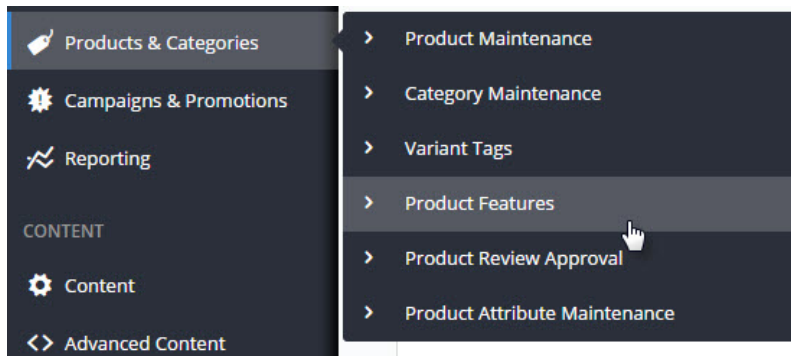 Products & Categories
Campaigns & Promotions
Reporting
CONTENT
Content
Advanced Content
Product Maintenance
Category Maintenance
Variant Tags
Product Features
Product Review Approval
Product Attribute Maintenance